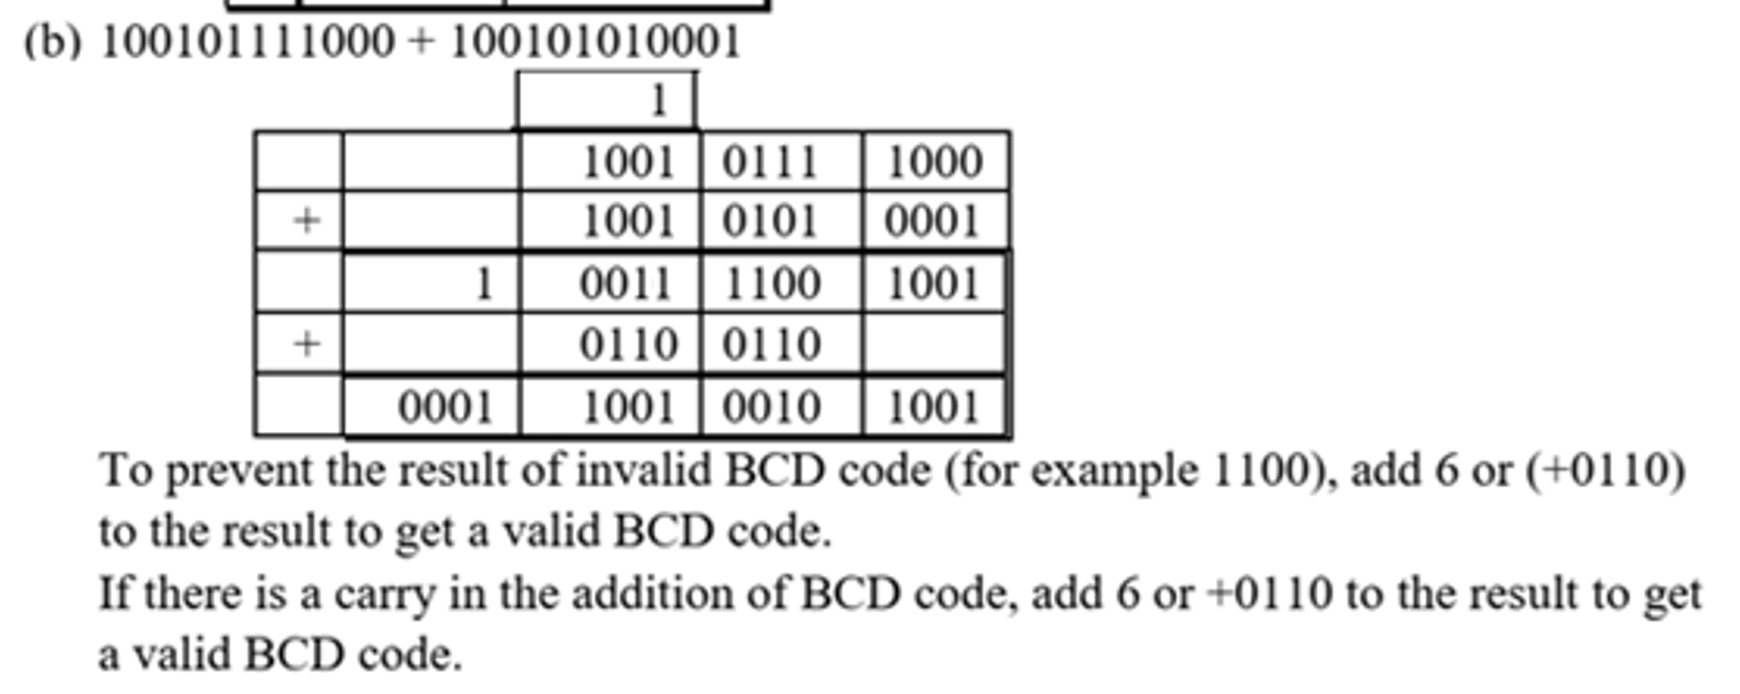 (b) 100101111000 + 100101010001
1
1001 0111 1000
+ 1001 0101 0001
1 0011 1100 1001
+ 0110 0110
0001 1001 0010 1001
To prevent the result of invalid BCD code (for example 1100), add 6 or (+0110)
to the result to get a valid BCD code.
If there is a carry in the addition of BCD code, add 6 or +0110 to the result to get
a valid BCD code.